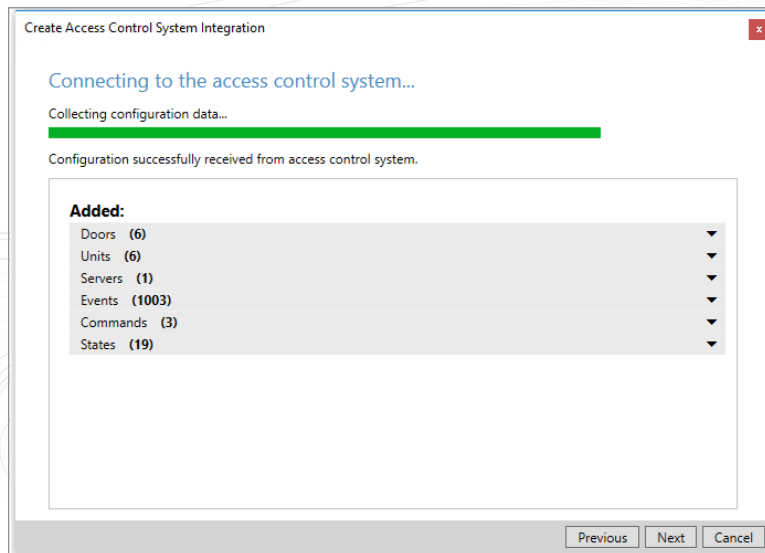 Create Access Control System Integration
x
Connecting to the access control system...
Collecting configuration data...
Configuration successfully received from access control system.
Added:
Doors (6)
Units (6)
Servers (1)
Events (1003)
Commands (3)
States (19)
Previous Next Cancel